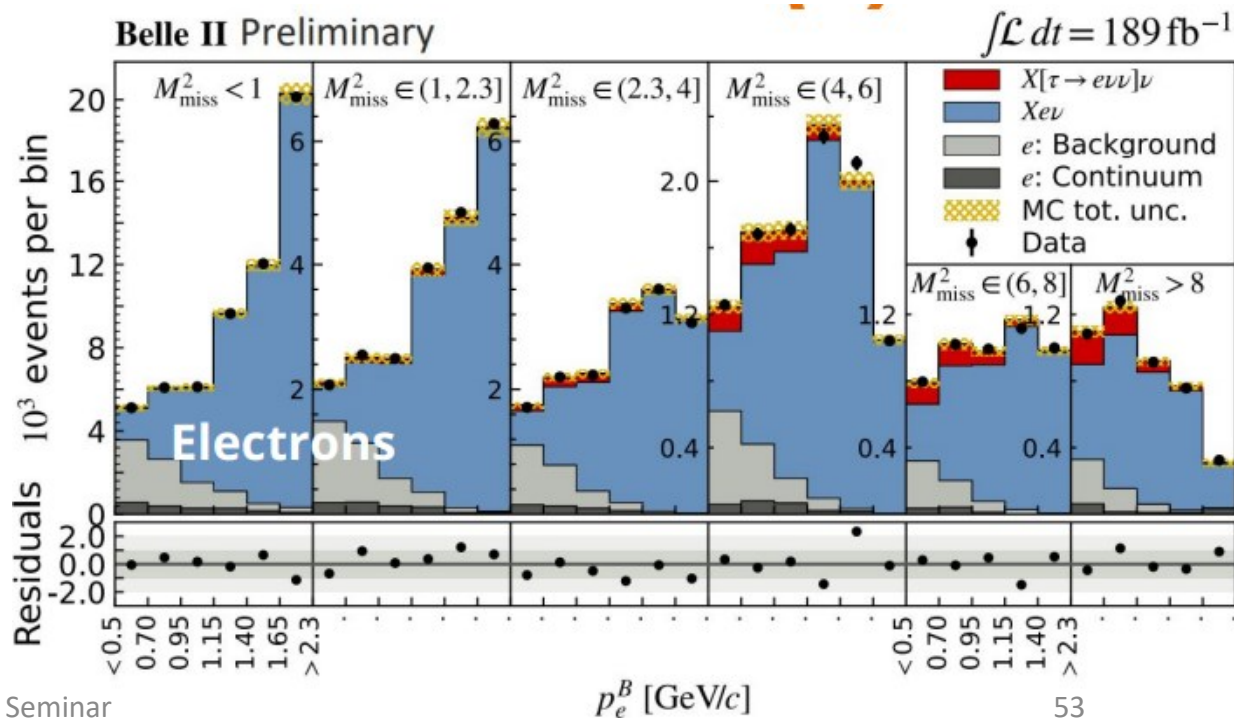 Belle II Preliminary
∫ℒ dt = 189 fb⁻¹
M²miss < 1
M²miss ∈ (1, 2.3]
M²miss ∈ (2.3, 4]
M²miss ∈ (4, 6]
X[τ → eνν]ν
Xeν
e: Background
e: Continuum
MC tot. unc.
Data
M²miss ∈ (6, 8]
M²miss > 8
10³ events per bin
20
16
12
8
4
0
6
4
2
6
4
2
2.0
1.2
0.4
2.0
1.2
0.4
1.2
0.4
Electrons
Residuals
2.0
0.0
-2.0
< 0.5
0.70
0.95
1.15
1.40
1.65
> 2.3
< 0.5
0.70
0.95
1.15
1.40
> 2.3
p_e^B [GeV/c]
Seminar
53